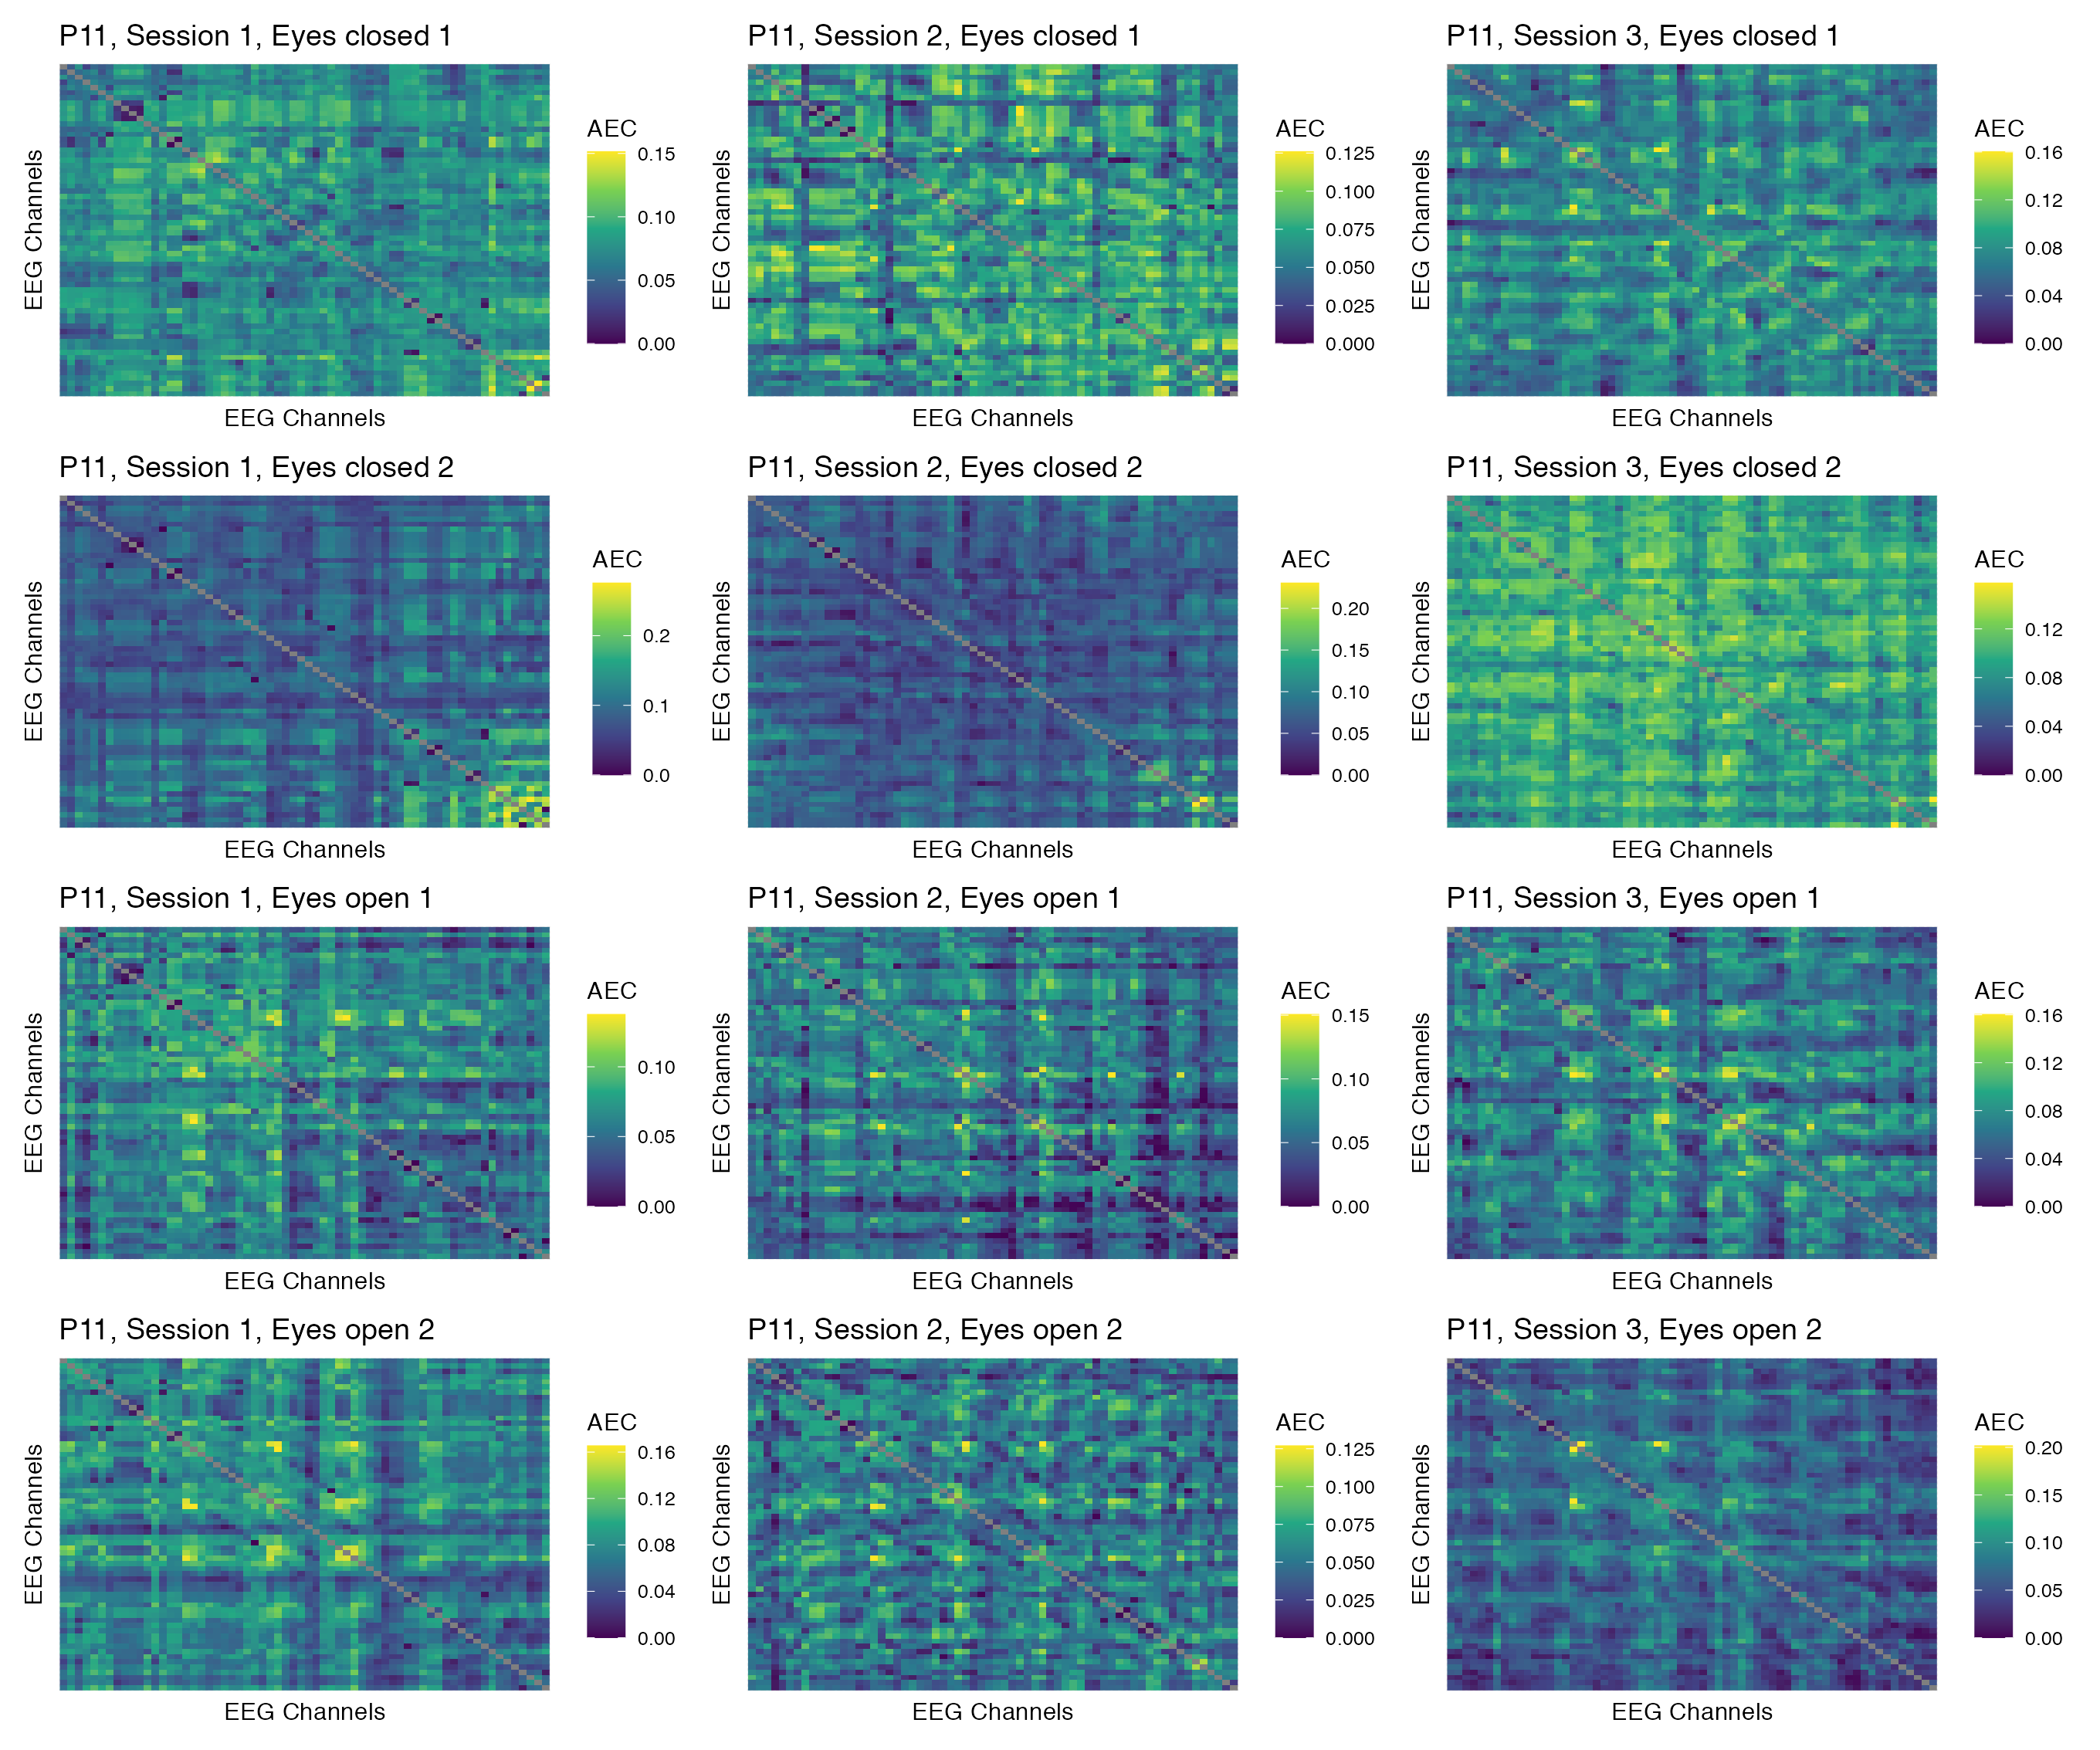 P11, Session 1, Eyes closed 1
EEG Channels
EEG Channels
AEC
0.15
0.10
0.05
0.00
P11, Session 2, Eyes closed 1
EEG Channels
EEG Channels
AEC
0.125
0.100
0.075
0.050
0.025
0.000
P11, Session 3, Eyes closed 1
EEG Channels
EEG Channels
AEC
0.16
0.12
0.08
0.04
0.00
P11, Session 1, Eyes closed 2
EEG Channels
EEG Channels
AEC
0.2
0.1
0.0
P11, Session 2, Eyes closed 2
EEG Channels
EEG Channels
AEC
0.20
0.15
0.10
0.05
0.00
P11, Session 3, Eyes closed 2
EEG Channels
EEG Channels
AEC
0.12
0.08
0.04
0.00
P11, Session 1, Eyes open 1
EEG Channels
EEG Channels
AEC
0.10
0.05
0.00
P11, Session 2, Eyes open 1
EEG Channels
EEG Channels
AEC
0.15
0.10
0.05
0.00
P11, Session 3, Eyes open 1
EEG Channels
EEG Channels
AEC
0.16
0.12
0.08
0.04
0.00
P11, Session 1, Eyes open 2
EEG Channels
EEG Channels
AEC
0.16
0.12
0.08
0.04
0.00
P11, Session 2, Eyes open 2
EEG Channels
EEG Channels
AEC
0.125
0.100
0.075
0.050
0.025
0.000
P11, Session 3, Eyes open 2
EEG Channels
EEG Channels
AEC
0.20
0.15
0.10
0.05
0.00